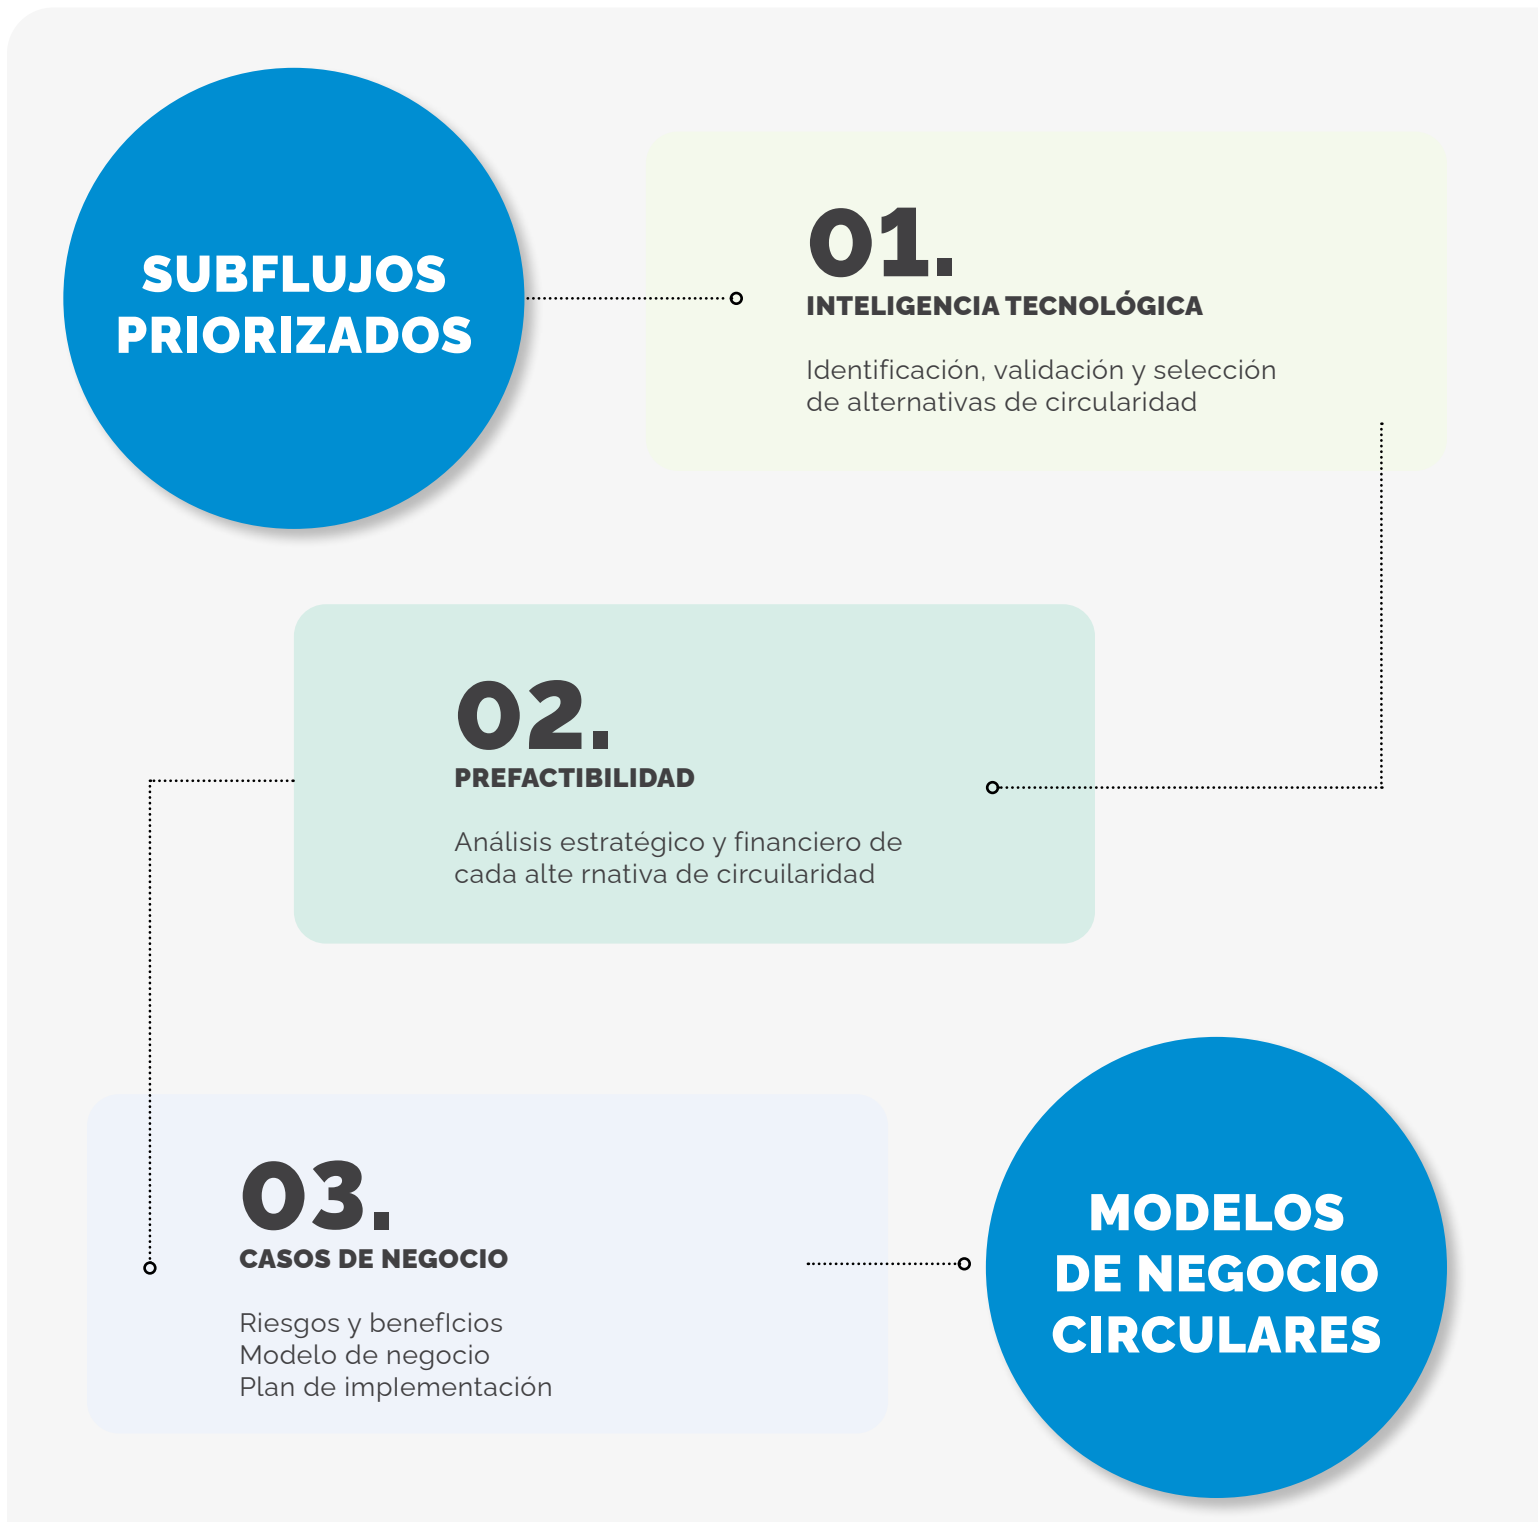 SUBFLUJOS
PRIORIZADOS
01.
INTELIGENCIA TECNOLÓGICA
Identificación, validación y selección
de alternativas de circularidad
02.
PREFACTIBILIDAD
Análisis estratégico y financiero de
cada alte rnativa de circuilaridad
03.
CASOS DE NEGOCIO
Riesgos y beneflcios
Modelo de negocio
Plan de implementación
MODELOS
DE NEGOCIO
CIRCULARES